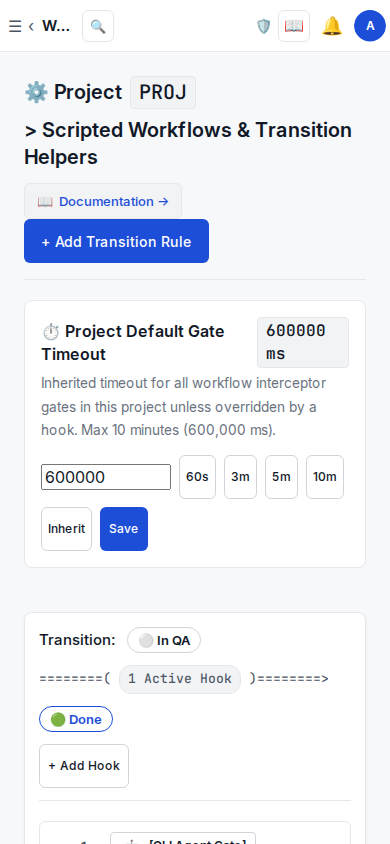 ☰ ‹ W... 🔍 🛡️ 📖 🔔 A
⚙️ Project PROJ
> Scripted Workflows & Transition
Helpers
📖 Documentation →
+ Add Transition Rule
⏱️ Project Default Gate
Timeout
600000
ms
Inherited timeout for all workflow interceptor
gates in this project unless overridden by a
hook. Max 10 minutes (600,000 ms).
600000 60s 3m 5m 10m
Inherit Save
Transition: ⚪ In QA
========( 1 Active Hook )========>
🟢 Done
+ Add Hook